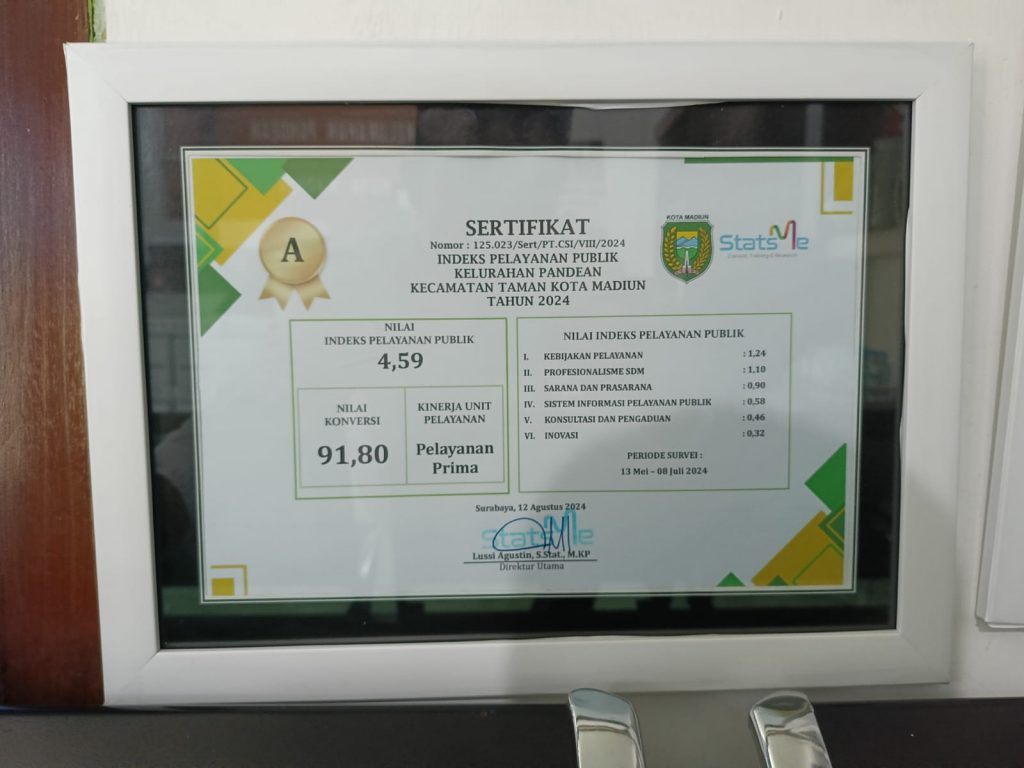 A
SERTIFIKAT
Nomor : 125.023/Sert/PT.CSI/VIII/2024
INDEKS PELAYANAN PUBLIK
KELURAHAN PANDEAN
KECAMATAN TAMAN KOTA MADIUN
TAHUN 2024
KOTA MADIUN
StatsMe
NILAI
INDEKS PELAYANAN PUBLIK
4,59
NILAI
KONVERSI
91,80
KINERJA UNIT
PELAYANAN
Pelayanan
Prima
NILAI INDEKS PELAYANAN PUBLIK
I. KEBIJAKAN PELAYANAN : 1,24
II. PROFESIONALISME SDM : 1,10
III. SARANA DAN PRASARANA : 0,90
IV. SISTEM INFORMASI PELAYANAN PUBLIK : 0,58
V. KONSULTASI DAN PENGADUAN : 0,46
VI. INOVASI : 0,32
PERIODE SURVEI :
13 Mei – 08 Juli 2024
Surabaya, 12 Agustus 2024
StatsMe
Lussi Agustin, S.Stat., M.KP
Direktur Utama